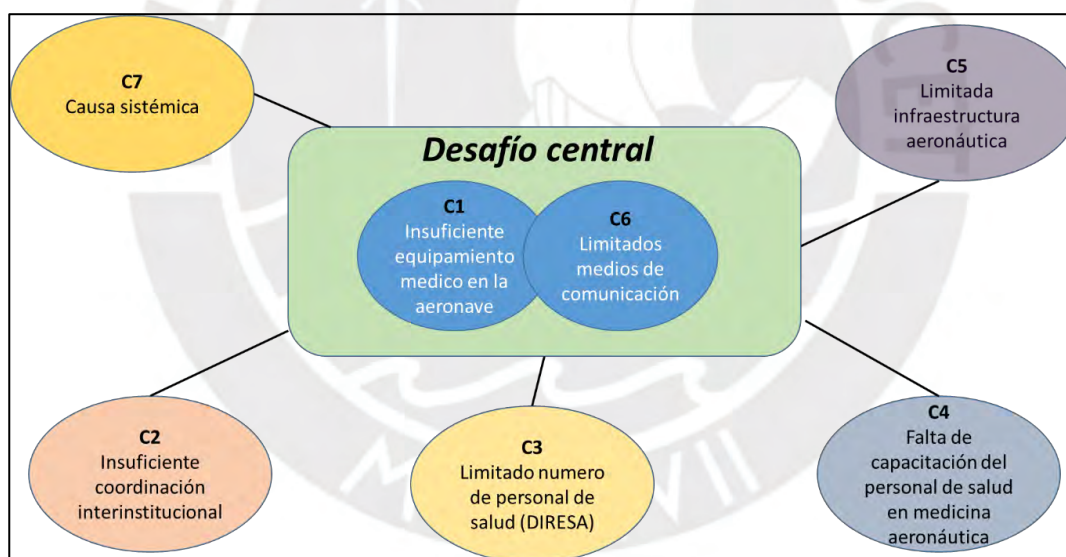 C7
Causa sistémica
C5
Limitada
infraestructura
aeronáutica
Desafío central
C1
Insuficiente
equipamiento
medico en la
aeronave
C6
Limitados
medios de
comunicación
C2
Insuficiente
coordinación
interinstitucional
C3
Limitado numero
de personal de
salud (DIRESA)
C4
Falta de
capacitación del
personal de salud
en medicina
aeronáutica